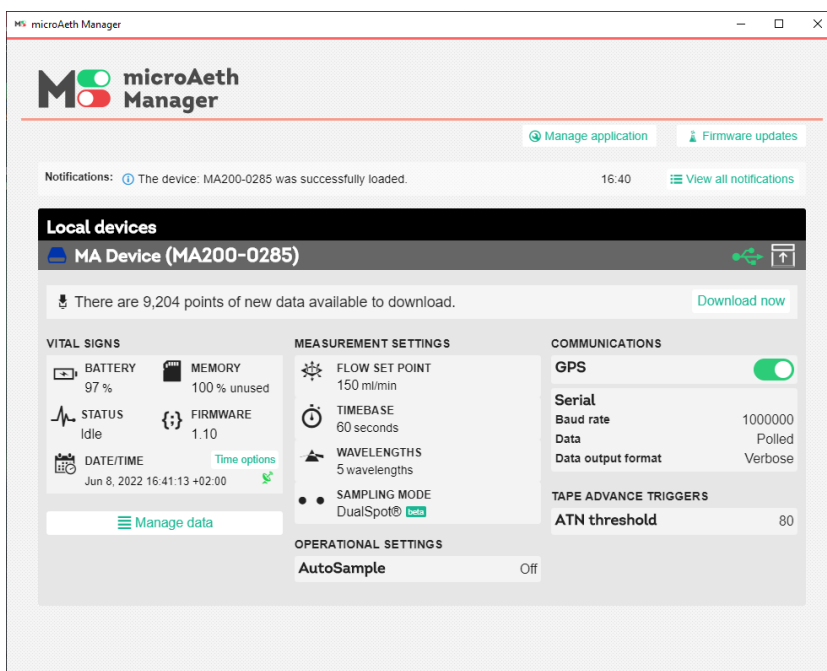 microAeth Manager
microAeth
Manager
Manage application
Firmware updates
Notifications: The device: MA200-0285 was successfully loaded. 16:40 View all notifications
Local devices
MA Device (MA200-0285)
There are 9,204 points of new data available to download. Download now
VITAL SIGNS
BATTERY
97 %
MEMORY
100 % unused
STATUS
Idle
FIRMWARE
1.10
DATE/TIME
Time options
Jun 8, 2022 16:41:13 +02:00
Manage data
MEASUREMENT SETTINGS
FLOW SET POINT
150 ml/min
TIMEBASE
60 seconds
WAVELENGTHS
5 wavelengths
SAMPLING MODE
DualSpot® beta
OPERATIONAL SETTINGS
AutoSample Off
COMMUNICATIONS
GPS
Serial
Baud rate 1000000
Data Polled
Data output format Verbose
TAPE ADVANCE TRIGGERS
ATN threshold 80